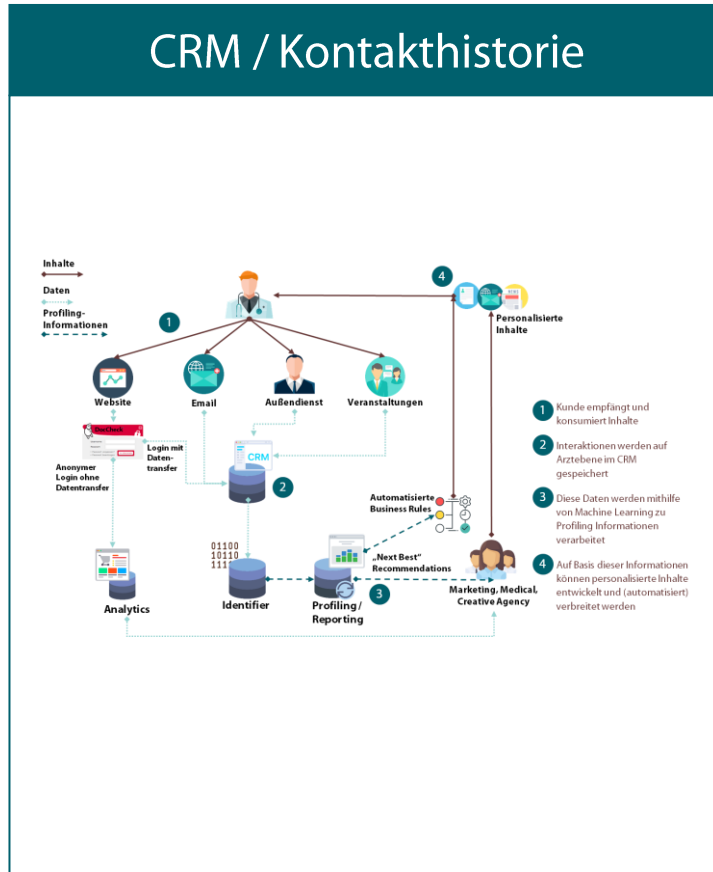 CRM / Kontakthistorie
Inhalte
Daten
Profiling-
Informationen
4
1
Personalisierte
Inhalte
Website
Email
Außendienst
Veranstaltungen
DocCheck
Anonymer
Login ohne
Datentransfer
Login mit
Daten-
transfer
CRM
2
1 Kunde empfängt und
konsumiert Inhalte
2 Interaktionen werden auf
Arztebene im CRM
gespeichert
3 Diese Daten werden mithilfe
von Machine Learning zu
Profiling Informationen
verarbeitet
4 Auf Basis dieser Informationen
können personalisierte Inhalte
entwickelt und (automatisiert)
verbreitet werden
Automatisierte
Business Rules
01100
10110
1111
„Next Best"
Recommendations
Analytics
Identifier
Profiling/
Reporting
3
Marketing, Medical,
Creative Agency